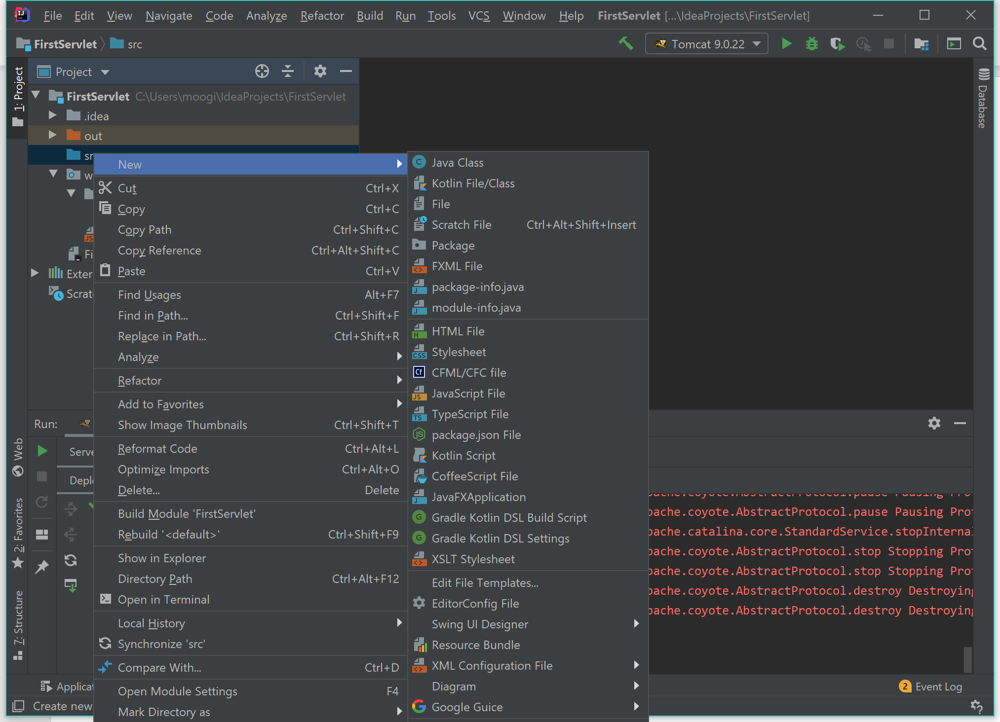 File Edit View Navigate Code Analyze Refactor Build Run Tools VCS Window Help FirstServlet [...\IdeaProjects\FirstServlet]
FirstServlet src
Tomcat 9.0.22
1: Project
Project
FirstServlet C:\Users\moogi\IdeaProjects\FirstServlet
.idea
out
Database
New
Cut Ctrl+X
Copy Ctrl+C
Copy Path Ctrl+Shift+C
Copy Reference Ctrl+Alt+Shift+C
Paste Ctrl+V
Find Usages Alt+F7
Find in Path... Ctrl+Shift+F
Replace in Path... Ctrl+Shift+R
Analyze
Refactor
Add to Favorites
Show Image Thumbnails Ctrl+Shift+T
Reformat Code Ctrl+Alt+L
Optimize Imports Ctrl+Alt+O
Delete... Delete
Build Module 'FirstServlet'
Rebuild '<default>' Ctrl+Shift+F9
Show in Explorer
Directory Path Ctrl+Alt+F12
Open in Terminal
Local History
Synchronize 'src'
Compare With... Ctrl+D
Open Module Settings F4
Mark Directory as
Java Class
Kotlin File/Class
File
Scratch File Ctrl+Alt+Shift+Insert
Package
FXML File
package-info.java
module-info.java
HTML File
Stylesheet
CFML/CFC file
JavaScript File
TypeScript File
package.json File
Kotlin Script
CoffeeScript File
JavaFXApplication
Gradle Kotlin DSL Build Script
Gradle Kotlin DSL Settings
XSLT Stylesheet
Edit File Templates...
EditorConfig File
Swing UI Designer
Resource Bundle
XML Configuration File
Diagram
Google Guice
Run:
Web
2: Favorites
7: Structure
pache.coyote.AbstractProtocol.pause Pausing Pro
pache.coyote.AbstractProtocol.pause Pausing Pro
pache.catalina.core.StandardService.stopInterna
pache.coyote.AbstractProtocol.stop Stopping Pro
pache.coyote.AbstractProtocol.stop Stopping Pro
pache.coyote.AbstractProtocol.destroy Destroying
pache.coyote.AbstractProtocol.destroy Destroying
2 Event Log
Create new